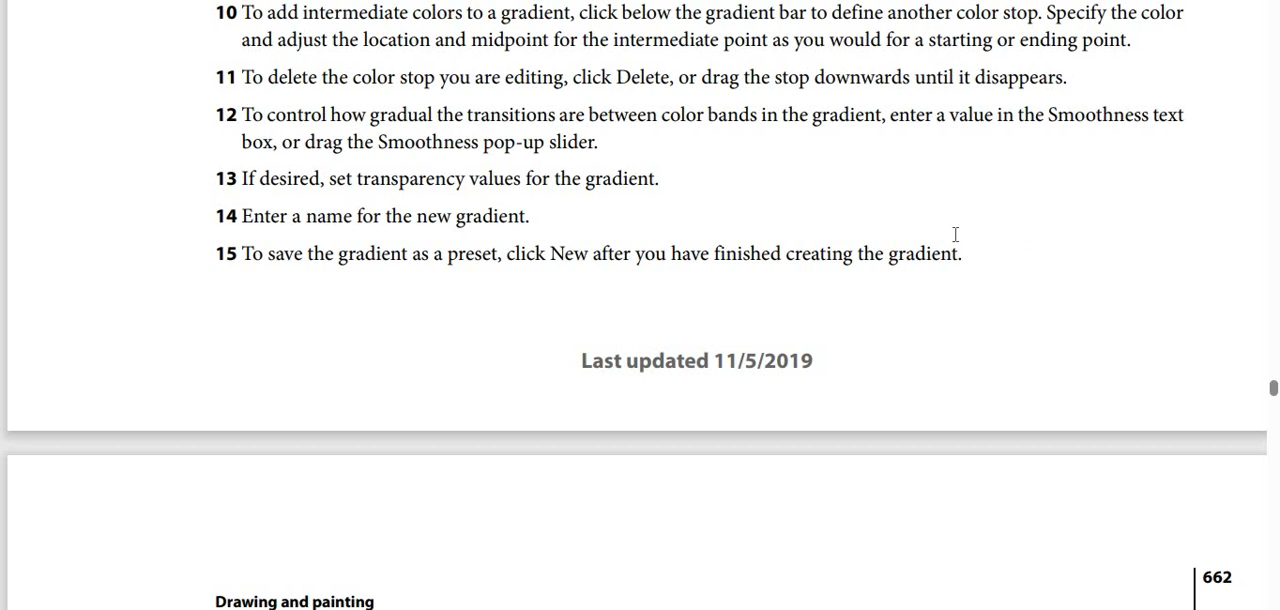 10 To add intermediate colors to a gradient, click below the gradient bar to define another color stop. Specify the color
and adjust the location and midpoint for the intermediate point as you would for a starting or ending point.
11 To delete the color stop you are editing, click Delete, or drag the stop downwards until it disappears.
12 To control how gradual the transitions are between color bands in the gradient, enter a value in the Smoothness text
box, or drag the Smoothness pop-up slider.
13 If desired, set transparency values for the gradient.
14 Enter a name for the new gradient.
15 To save the gradient as a preset, click New after you have finished creating the gradient.
Last updated 11/5/2019
662
Drawing and painting